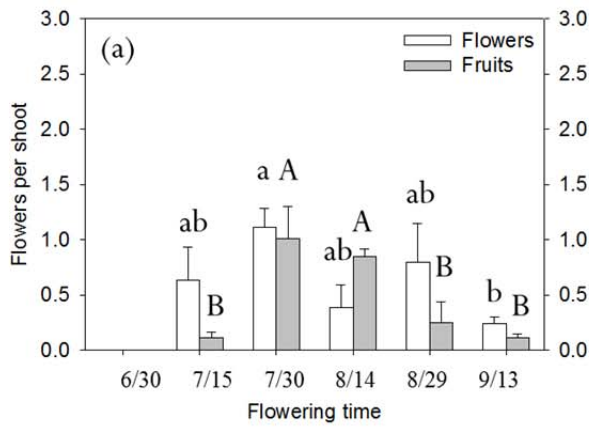 (a)
Flowers
Fruits
3.0 3.0
2.5 2.5
2.0 2.0
1.5 1.5
1.0 1.0
0.5 0.5
0.0 0.0
Flowers per shoot
ab B
a A
ab A
ab B
b B
6/30 7/15 7/30 8/14 8/29 9/13
Flowering time